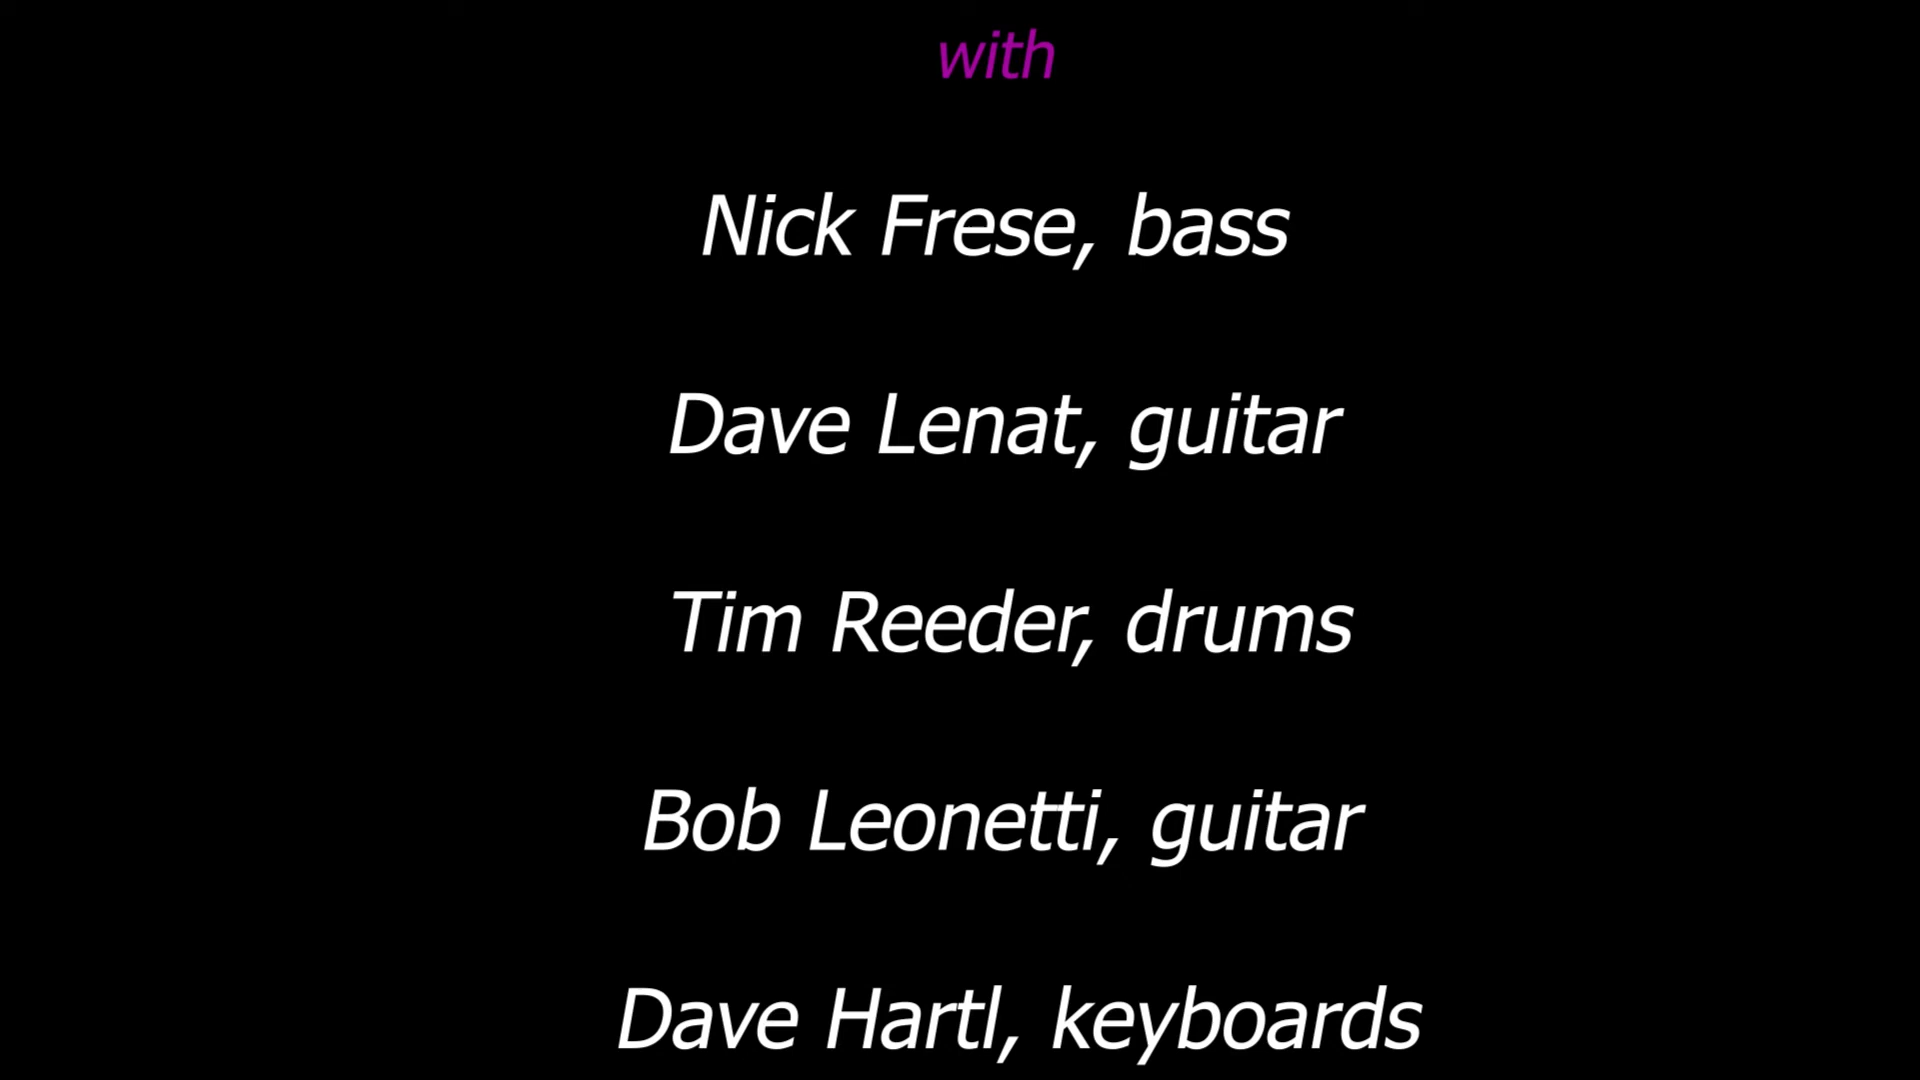 with
Nick Frese, bass
Dave Lenat, guitar
Tim Reeder, drums
Bob Leonetti, guitar
Dave Hartl, keyboards